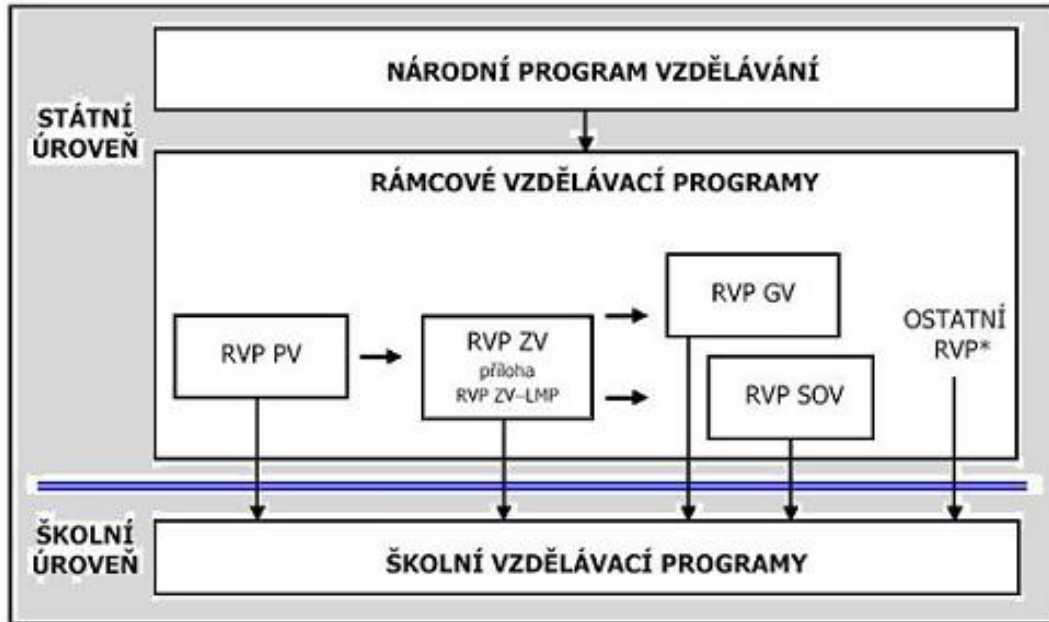 NÁRODNÍ PROGRAM VZDĚLÁVÁNÍ
STÁTNÍ
ÚROVEŇ
RÁMCOVÉ VZDĚLÁVACÍ PROGRAMY
RVP PV
RVP ZV
příloha
RVP ZV–LMP
RVP GV
RVP SOV
OSTATNÍ
RVP*
ŠKOLNÍ
ÚROVEŇ
ŠKOLNÍ VZDĚLÁVACÍ PROGRAMY